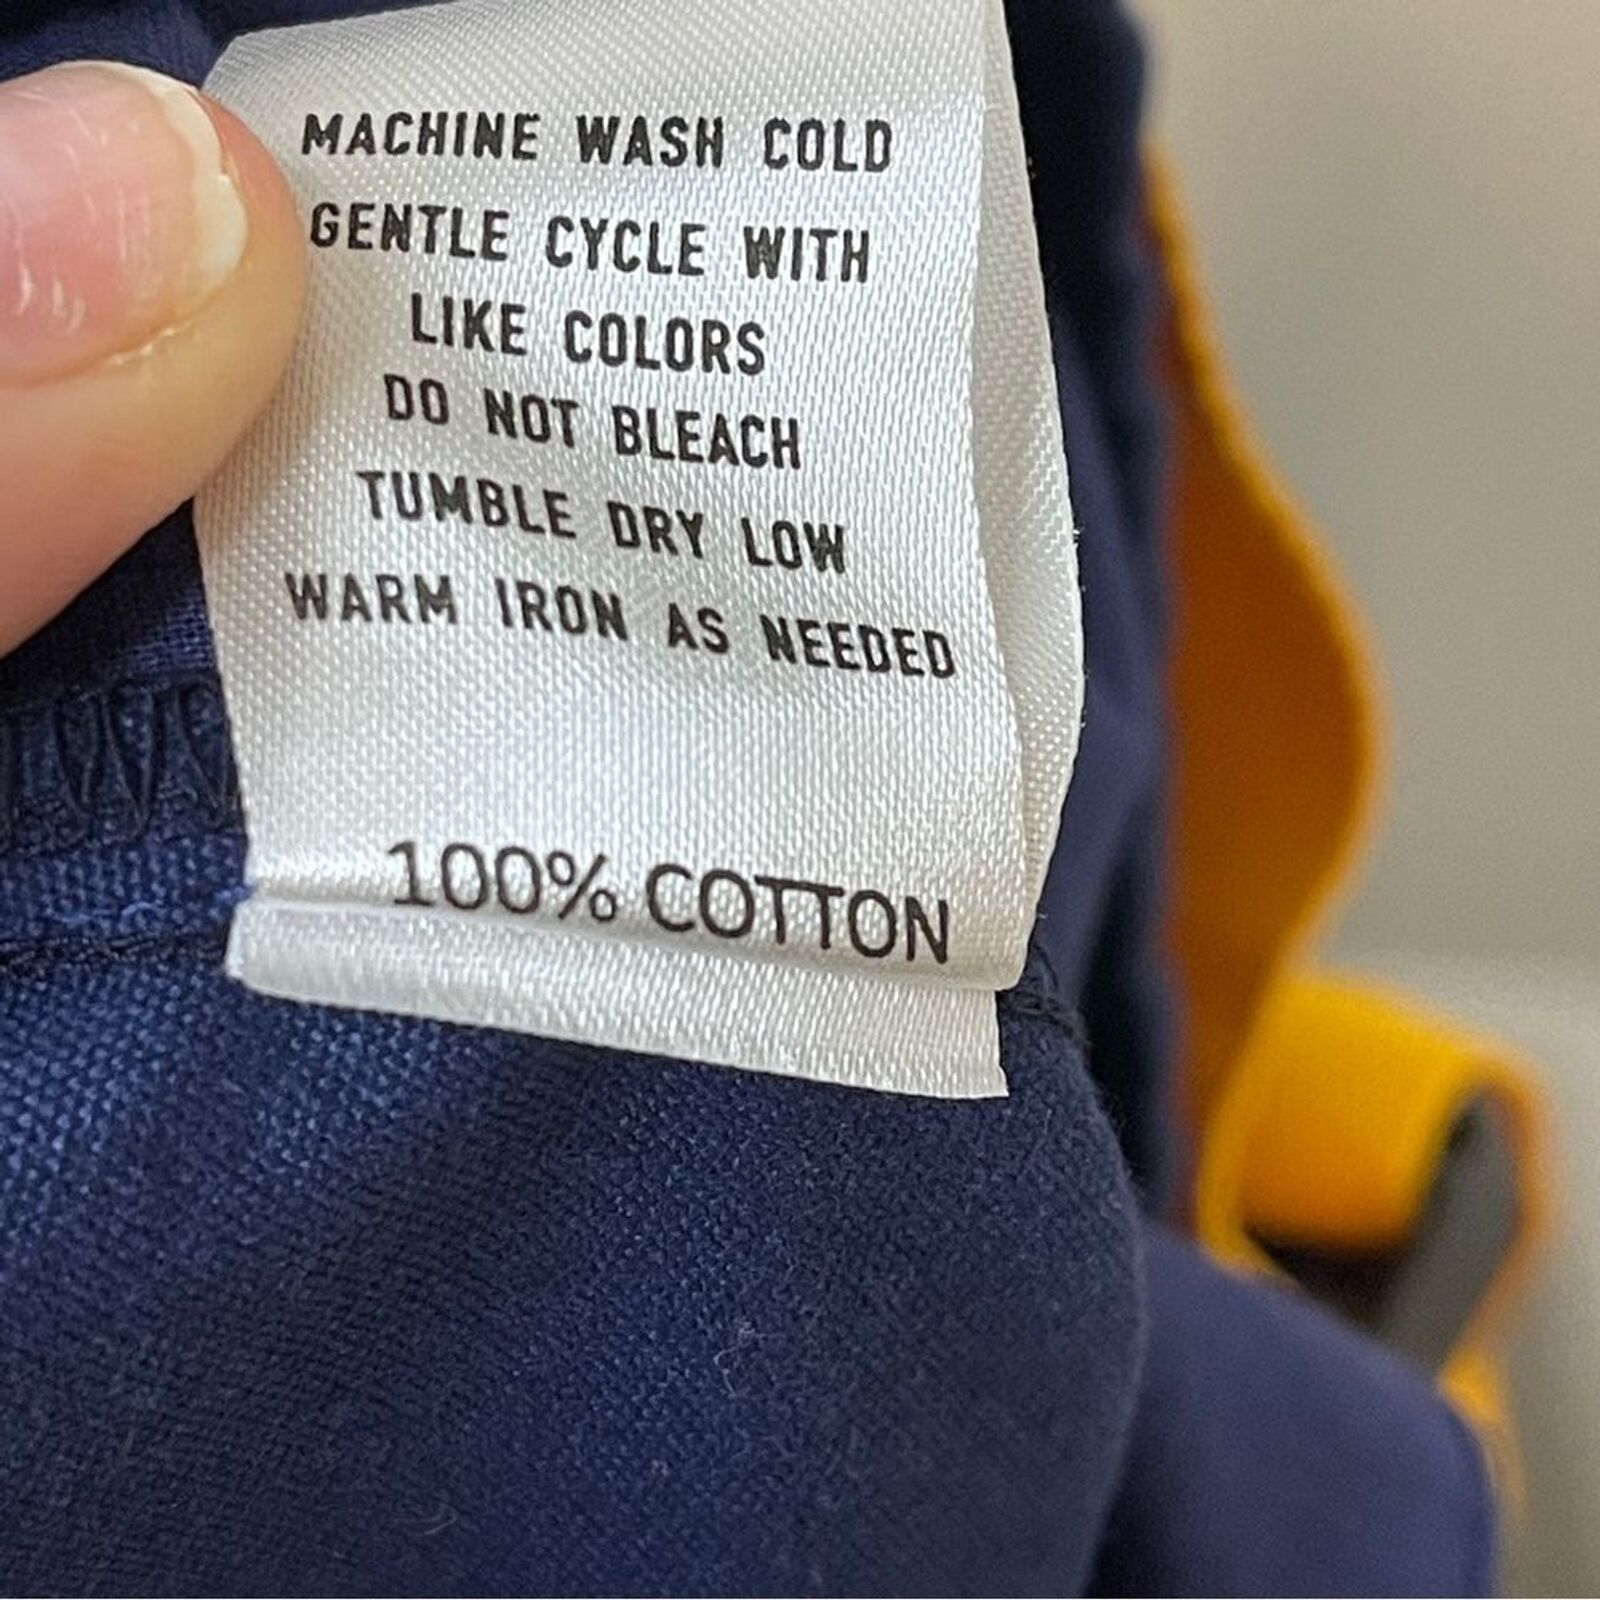 MACHINE WASH COLD
GENTLE CYCLE WITH
LIKE COLORS
DO NOT BLEACH
TUMBLE DRY LOW
WARM IRON AS NEEDED
100% COTTON